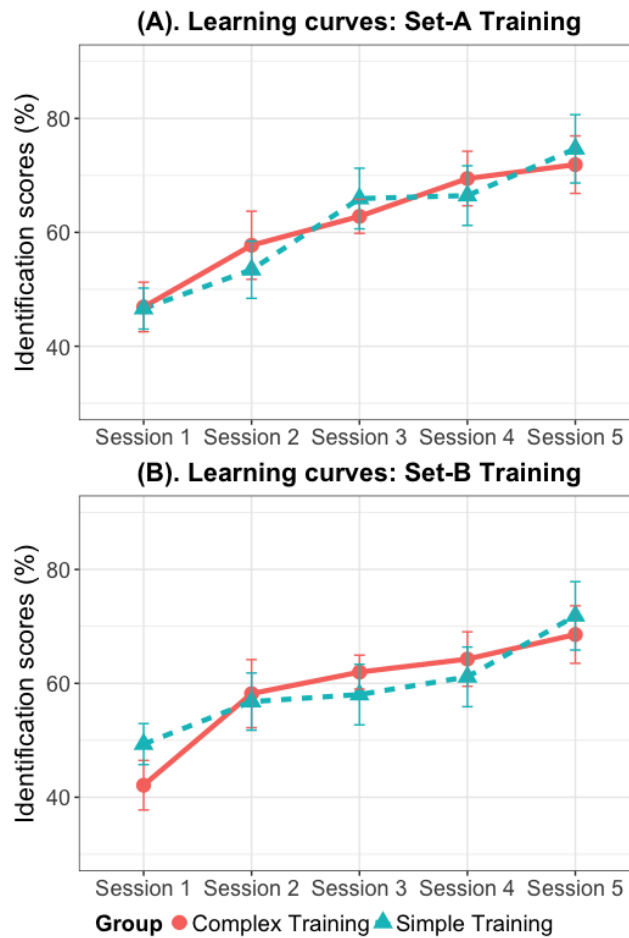 (A). Learning curves: Set-A Training
Identification scores (%)
80
60
40
Session 1 Session 2 Session 3 Session 4 Session 5
(B). Learning curves: Set-B Training
Identification scores (%)
80
60
40
Session 1 Session 2 Session 3 Session 4 Session 5
Group Complex Training Simple Training